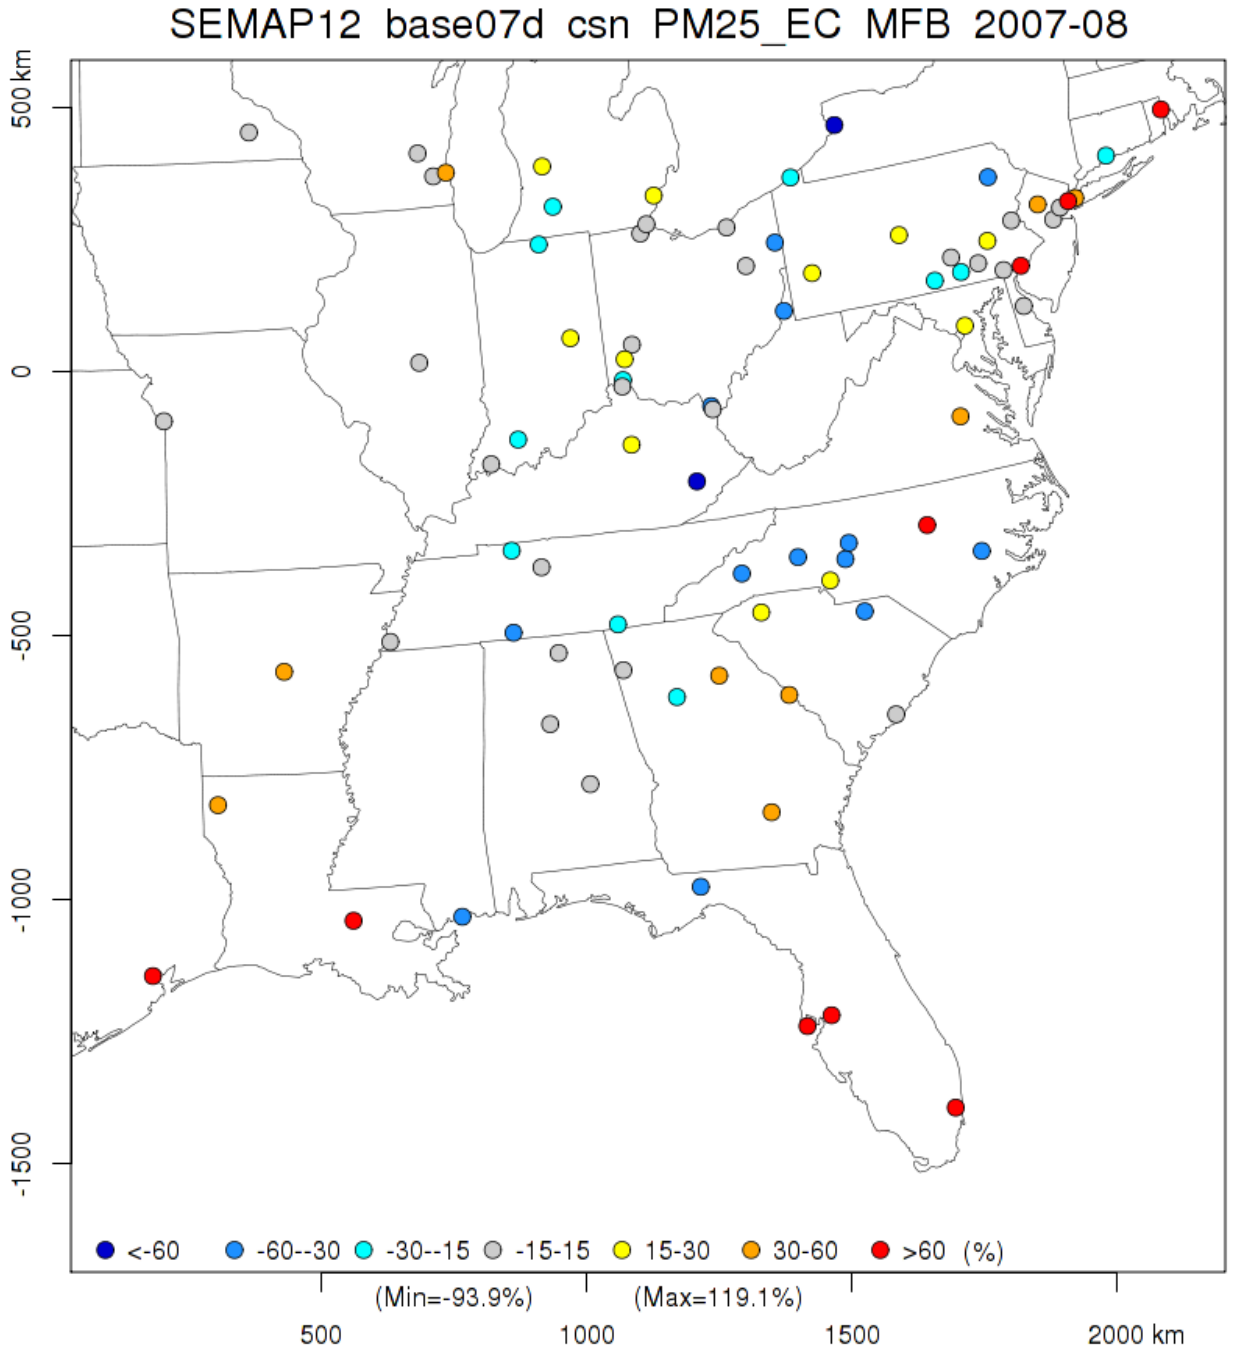 SEMAP12 base07d csn PM25_EC MFB 2007-08
500 km
0
-500
-1000
-1500
<-60 -60--30 -30--15 -15-15 15-30 30-60 >60 (%)
(Min=-93.9%) (Max=119.1%)
500 1000 1500 2000 km